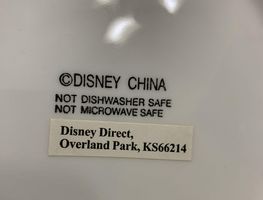 ©DISNEY CHINA
NOT DISHWASHER SAFE
NOT MICROWAVE SAFE
Disney Direct,
Overland Park, KS66214